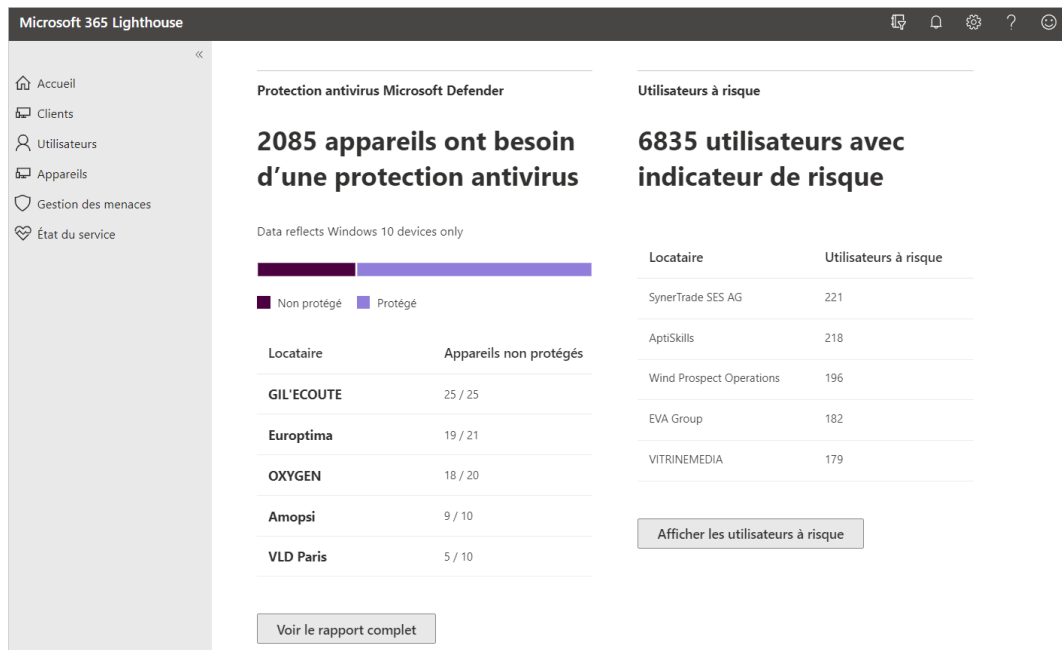 Microsoft 365 Lighthouse
Accueil
Clients
Utilisateurs
Appareils
Gestion des menaces
État du service
Protection antivirus Microsoft Defender
2085 appareils ont besoin
d’une protection antivirus
Data reflects Windows 10 devices only
Non protégé Protégé
Locataire Appareils non protégés
GIL'ECOUTE 25 / 25
Europtima 19 / 21
OXYGEN 18 / 20
Amopsi 9 / 10
VLD Paris 5 / 10
Voir le rapport complet
Utilisateurs à risque
6835 utilisateurs avec
indicateur de risque
Locataire Utilisateurs à risque
SynerTrade SES AG 221
AptiSkills 218
Wind Prospect Operations 196
EVA Group 182
VITRINEMEDIA 179
Afficher les utilisateurs à risque